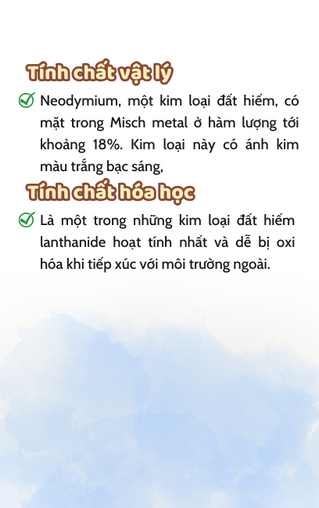 Tính chất vật lý
Neodymium, một kim loại đất hiếm, có
mặt trong Misch metal ở hàm lượng tới
khoảng 18%. Kim loại này có ánh kim
màu trắng bạc sáng,
Tính chất hóa học
Là một trong những kim loại đất hiếm
lanthanide hoạt tính nhất và dễ bị oxi
hóa khi tiếp xúc với môi trường ngoài.